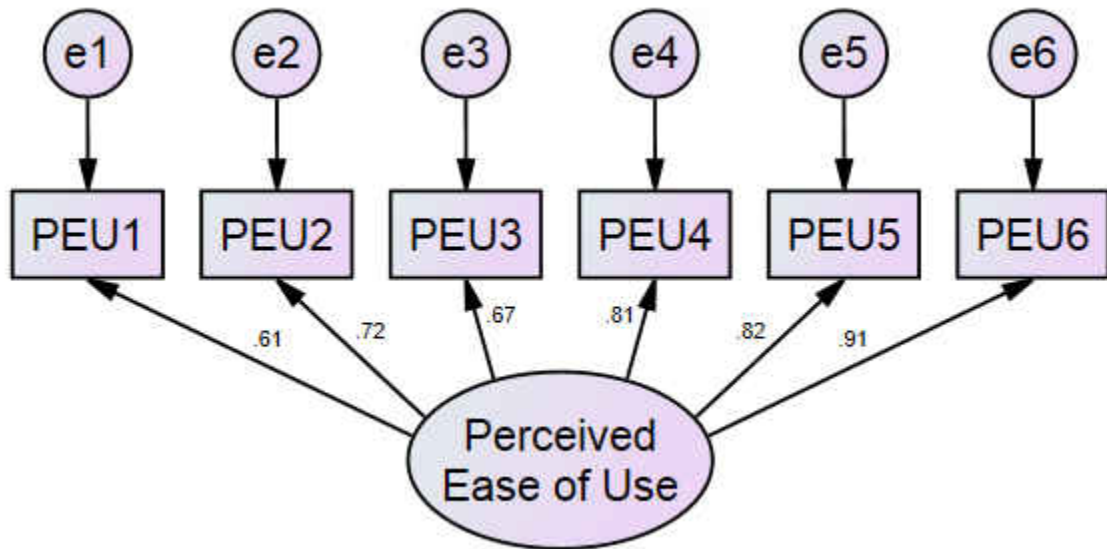 e1 e2 e3 e4 e5 e6
PEU1 PEU2 PEU3 PEU4 PEU5 PEU6
.61 .72 .67 .81 .82 .91
Perceived
Ease of Use